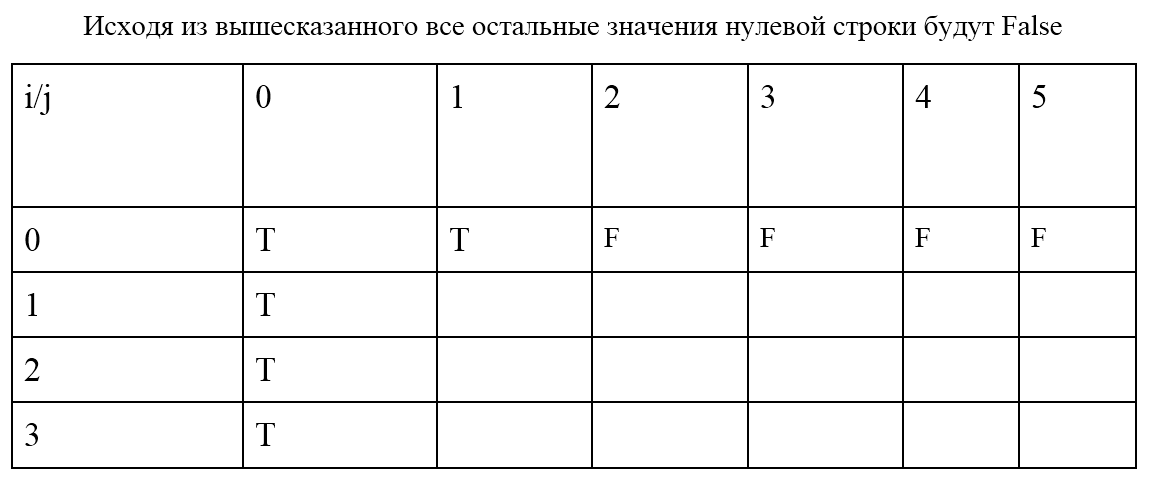 Исходя из вышесказанного все остальные значения нулевой строки будут False
i/j 0 1 2 3 4 5
0 T T F F F F
1 T
2 T
3 T